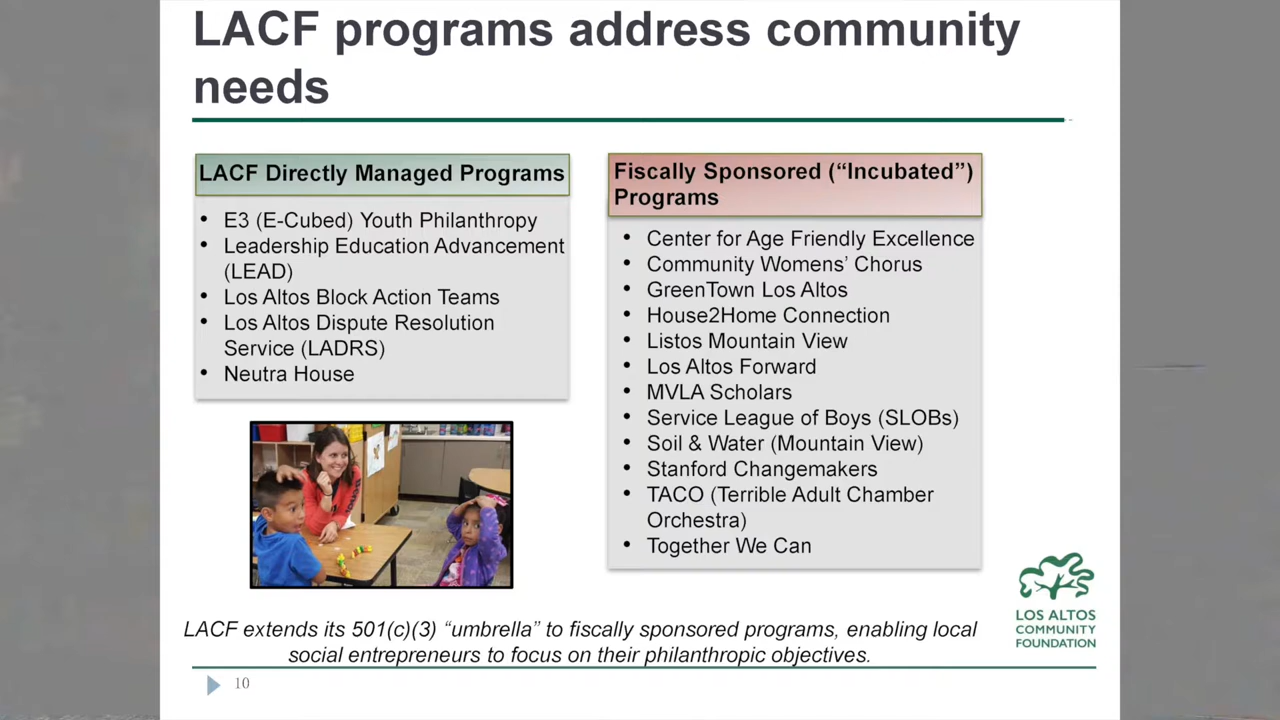 LACF programs address community
needs
LACF Directly Managed Programs
• E3 (E-Cubed) Youth Philanthropy
• Leadership Education Advancement
(LEAD)
• Los Altos Block Action Teams
• Los Altos Dispute Resolution
Service (LADRS)
• Neutra House
Fiscally Sponsored (“Incubated”)
Programs
• Center for Age Friendly Excellence
• Community Womens’ Chorus
• GreenTown Los Altos
• House2Home Connection
• Listos Mountain View
• Los Altos Forward
• MVLA Scholars
• Service League of Boys (SLOBs)
• Soil & Water (Mountain View)
• Stanford Changemakers
• TACO (Terrible Adult Chamber
Orchestra)
• Together We Can
LACF extends its 501(c)(3) “umbrella” to fiscally sponsored programs, enabling local
social entrepreneurs to focus on their philanthropic objectives.
LOS ALTOS
COMMUNITY
FOUNDATION
10